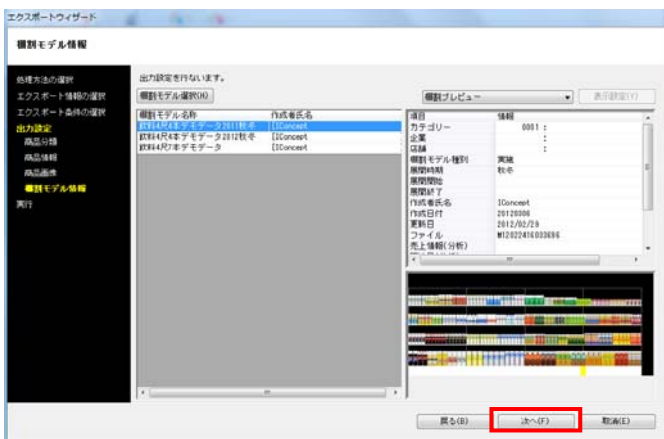 エクスポートウィザード
棚割モデル情報
処理方法の選択
エクスポート情報の選択
エクスポート条件の選択
出力設定
商品分類
商品情報
商品画像
棚割モデル情報
実行
出力設定を行ないます。
棚割モデル選択(H)
棚割モデル名称 作成者氏名
飲料4尺4本デモデータ2011秋冬 [IConcept
飲料4尺4本デモデータ2012秋冬 [IConcept
飲料4尺7本デモデータ [IConcept
棚割プレビュー 表示設定(Y)
項目 情報
カテゴリー 0001 :
企業 :
店舗 :
棚割モデル種別 実施
展開時期 秋冬
展開開始
展開終了
作成者氏名 IConcept
作成日付 20120306
更新日 2012/02/29
ファイル M12022416033696
売上情報(分析)
戻る(B) 次へ(F) 取消(E)